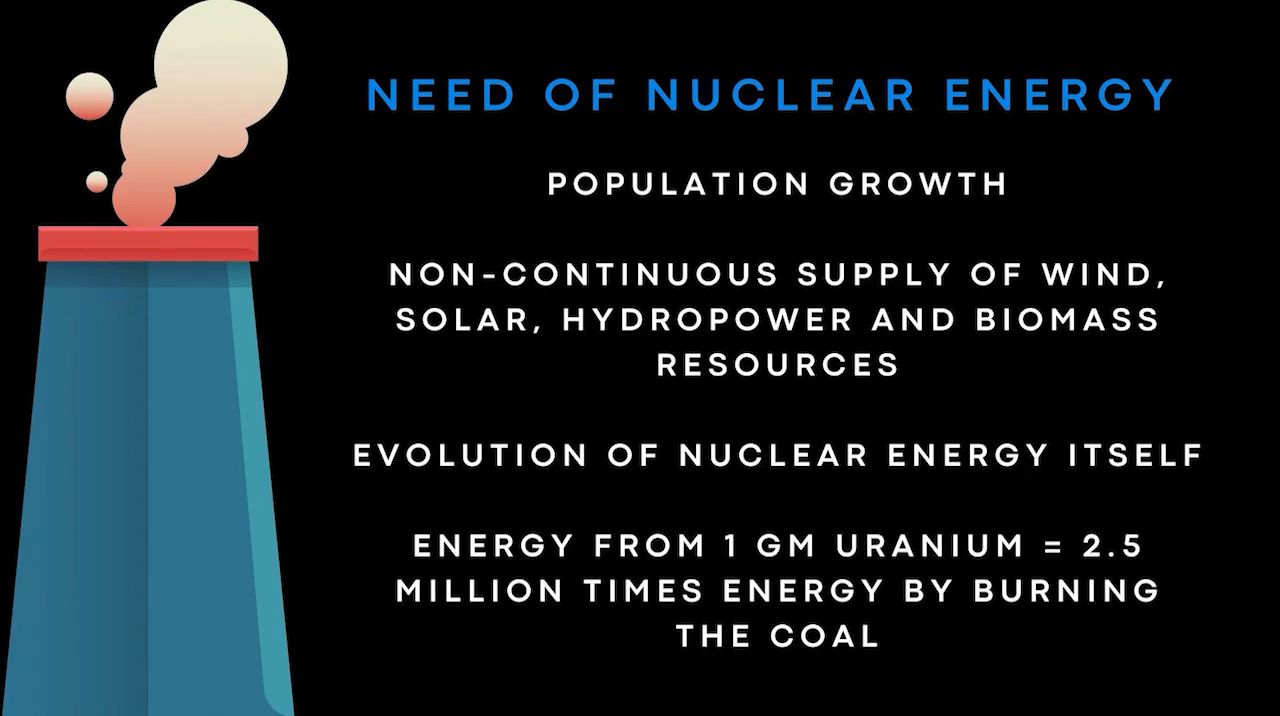 NEED OF NUCLEAR ENERGY
POPULATION GROWTH
NON-CONTINUOUS SUPPLY OF WIND,
SOLAR, HYDROPOWER AND BIOMASS
RESOURCES
EVOLUTION OF NUCLEAR ENERGY ITSELF
ENERGY FROM 1 GM URANIUM = 2.5
MILLION TIMES ENERGY BY BURNING
THE COAL